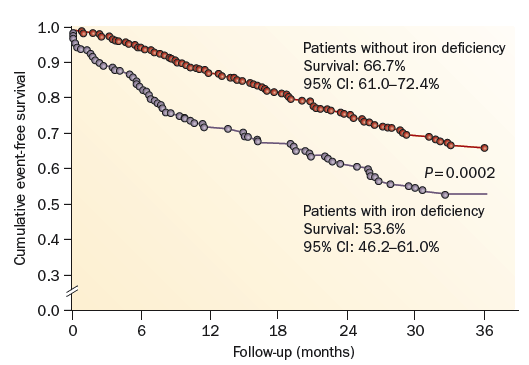 1.0
0.9
0.8
0.7
0.6
0.5
0.4
0.3
0.0
Cumulative event-free survival
Patients without iron deficiency
Survival: 66.7%
95% CI: 61.0–72.4%
P=0.0002
Patients with iron deficiency
Survival: 53.6%
95% CI: 46.2–61.0%
0 6 12 18 24 30 36
Follow-up (months)